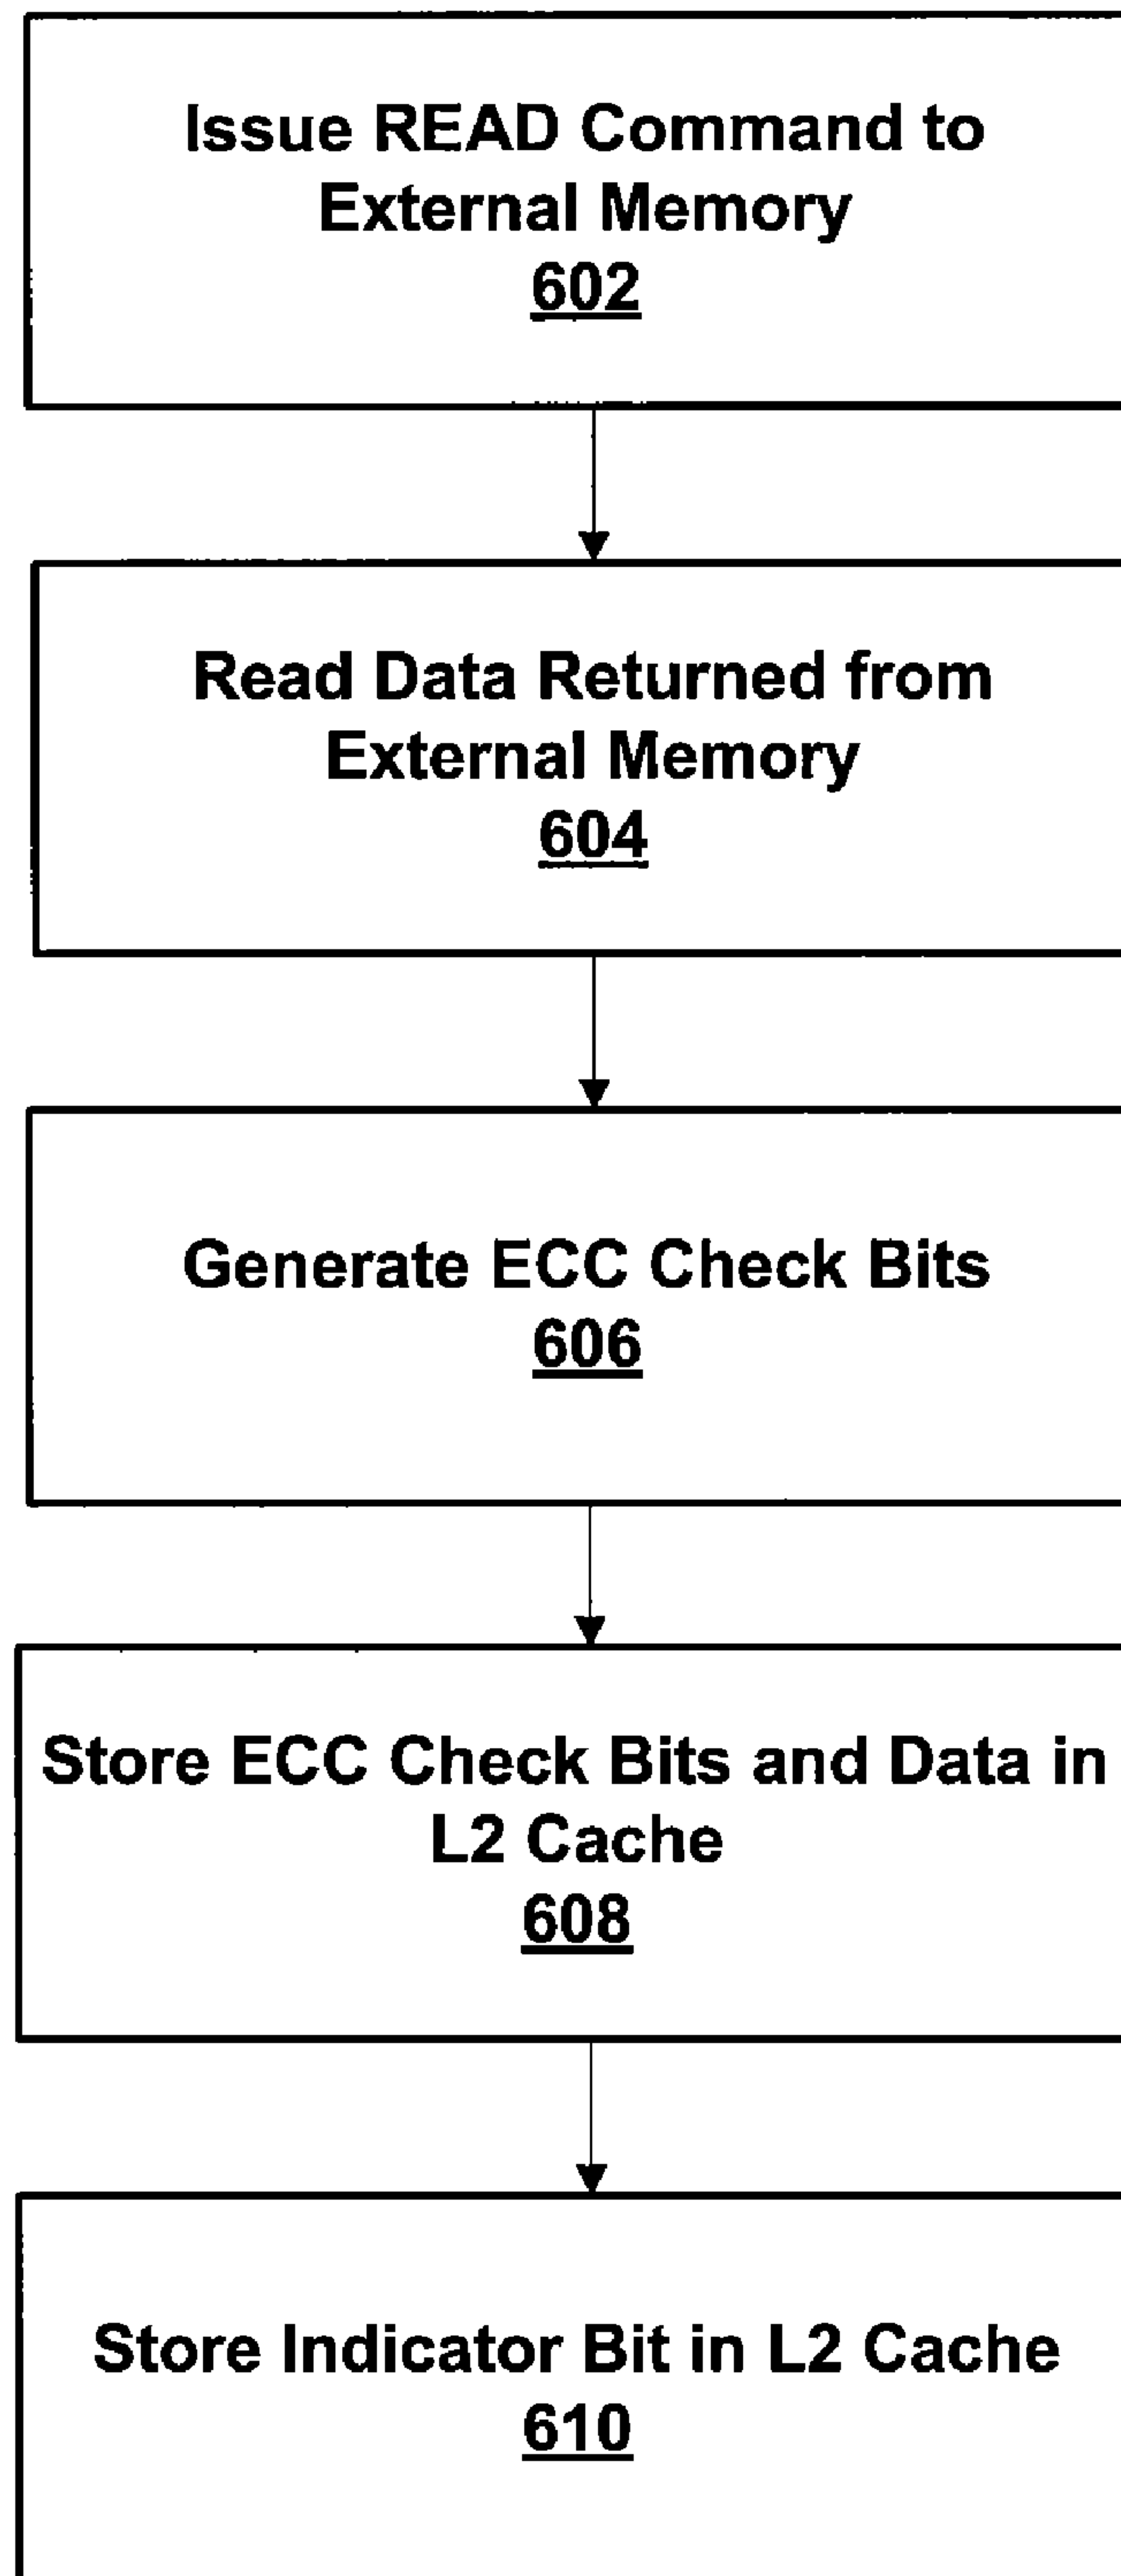 Issue READ Command to
External Memory
602
Read Data Returned from
External Memory
604
Generate ECC Check Bits
606
Store ECC Check Bits and Data in
L2 Cache
608
Store Indicator Bit in L2 Cache
610